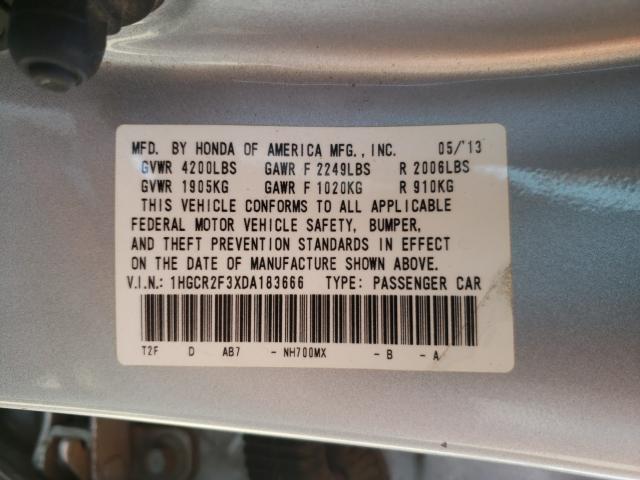 MFD. BY HONDA OF AMERICA MFG., INC. 05/'13
GVWR 4200LBS GAWR F 2249LBS R 2006LBS
GVWR 1905KG GAWR F 1020KG R 910KG
THIS VEHICLE CONFORMS TO ALL APPLICABLE
FEDERAL MOTOR VEHICLE SAFETY, BUMPER,
AND THEFT PREVENTION STANDARDS IN EFFECT
ON THE DATE OF MANUFACTURE SHOWN ABOVE.
V.I.N.: 1HGCR2F3XDA183666 TYPE: PASSENGER CAR
T2F D AB7 - NH700MX - B - A